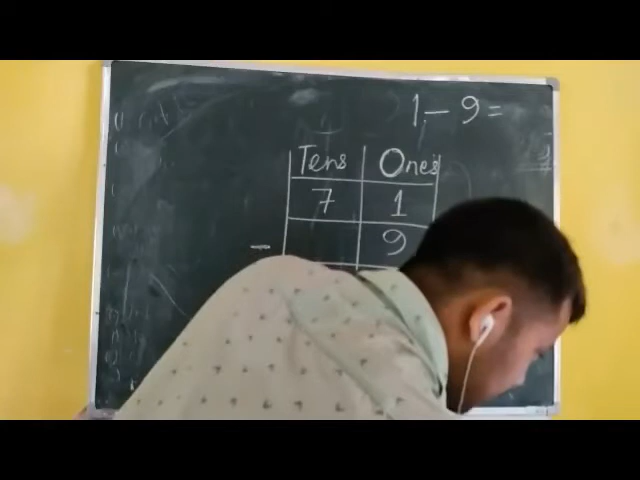 1 - 9 =
Tens Ones
7 1
- 9